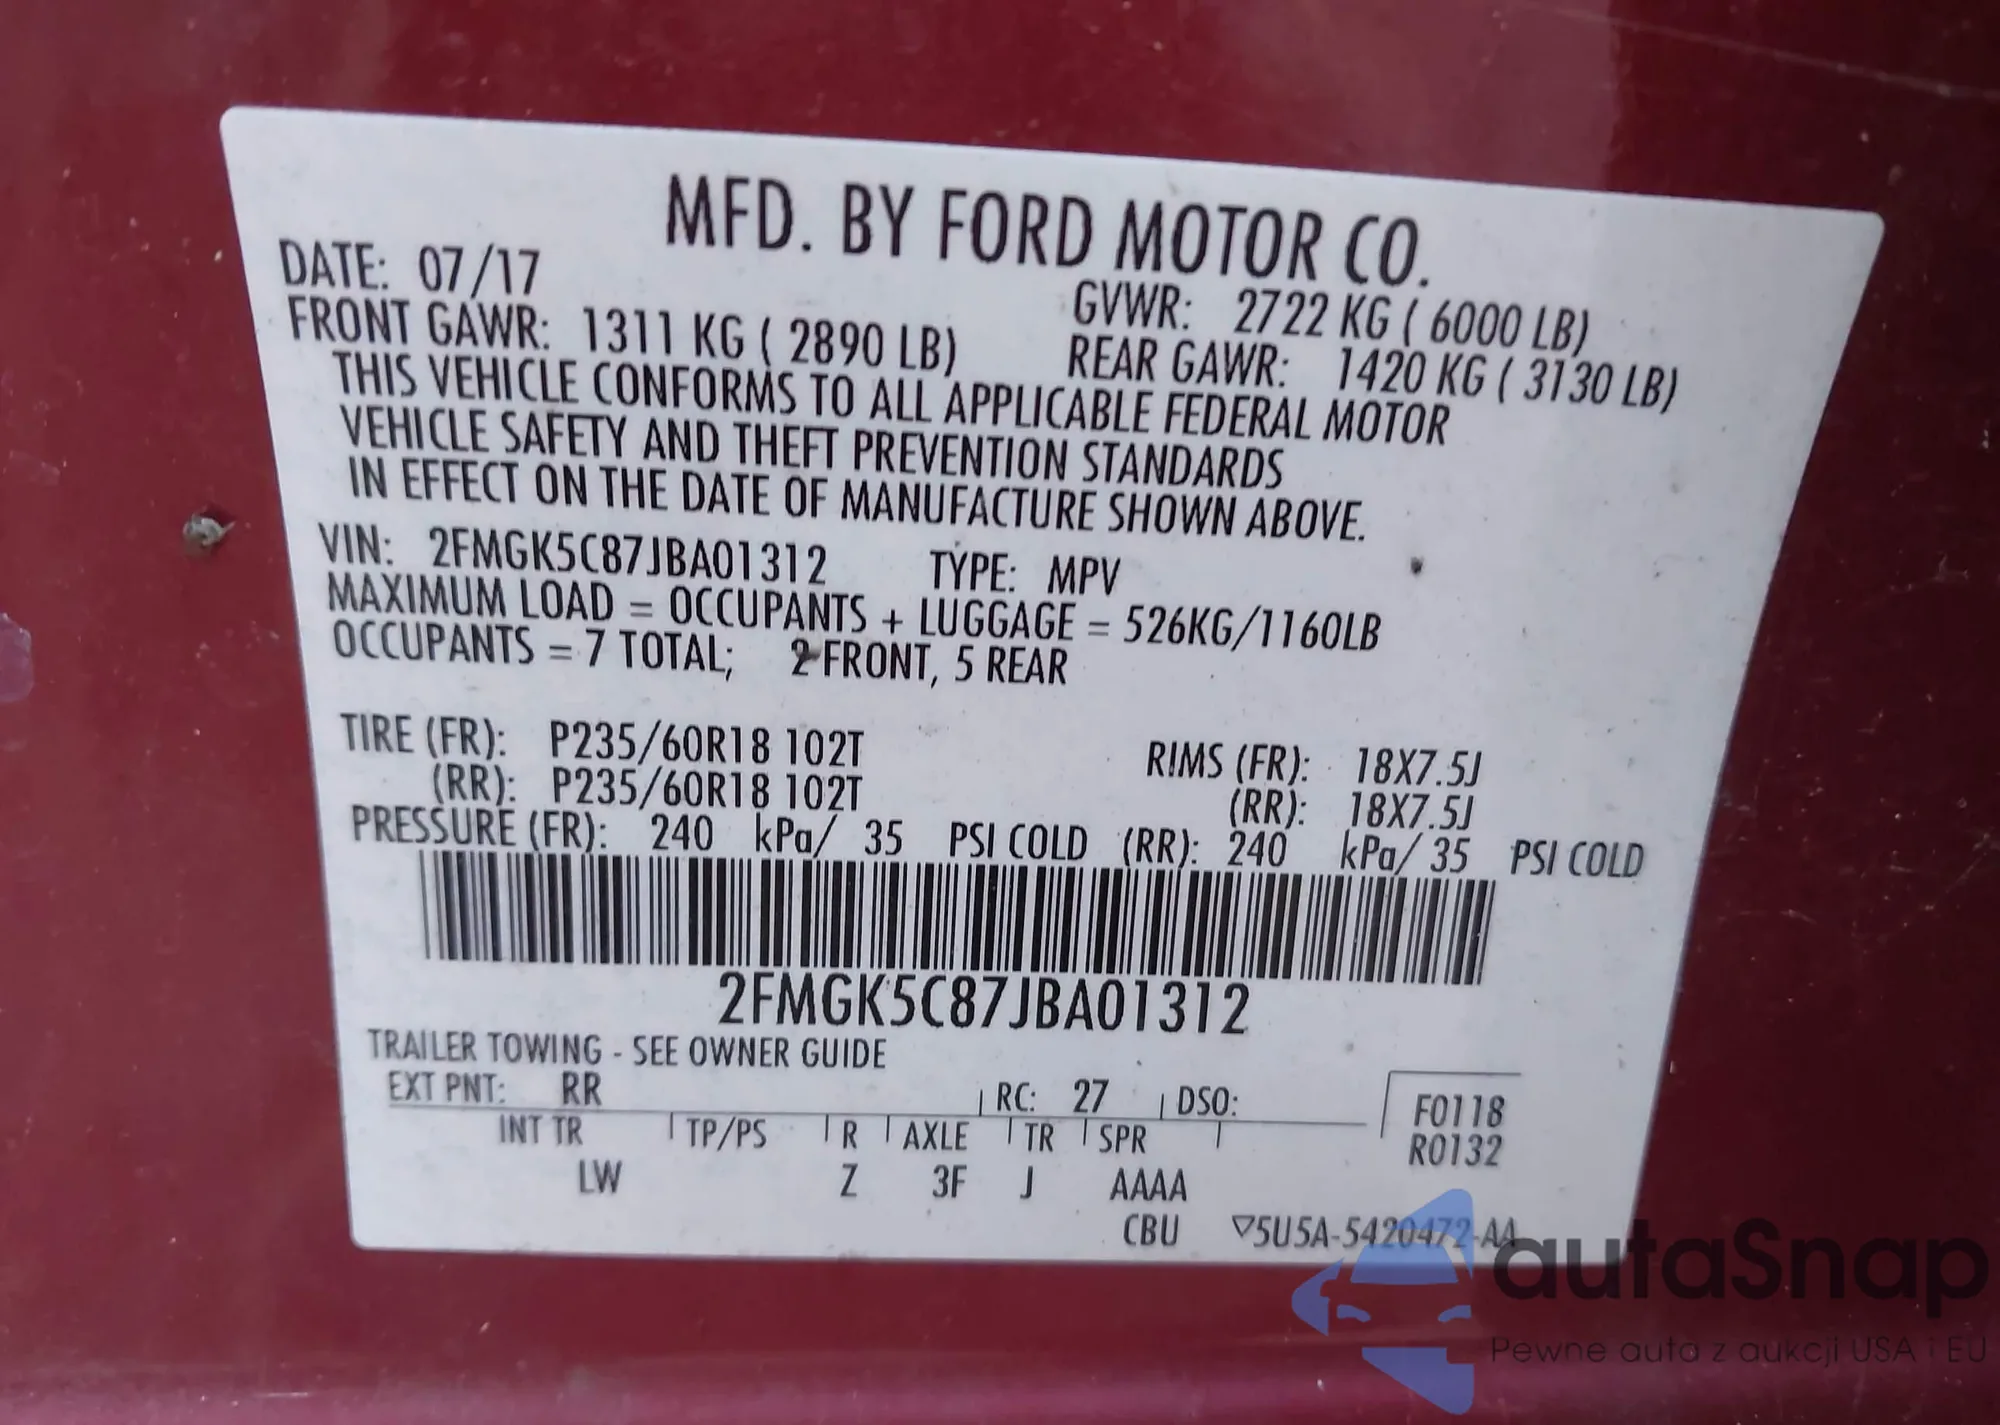 MFD. BY FORD MOTOR CO.
DATE: 07/17
GVWR: 2722 KG ( 6000 LB)
FRONT GAWR: 1311 KG ( 2890 LB)
REAR GAWR: 1420 KG ( 3130 LB)
THIS VEHICLE CONFORMS TO ALL APPLICABLE FEDERAL MOTOR
VEHICLE SAFETY AND THEFT PREVENTION STANDARDS
IN EFFECT ON THE DATE OF MANUFACTURE SHOWN ABOVE.
VIN: 2FMGK5C87JBA01312 TYPE: MPV
MAXIMUM LOAD = OCCUPANTS + LUGGAGE = 526KG/1160LB
OCCUPANTS = 7 TOTAL; 2 FRONT, 5 REAR
TIRE (FR): P235/60R18 102T RIMS (FR): 18X7.5J
(RR): P235/60R18 102T (RR): 18X7.5J
PRESSURE (FR): 240 kPa/ 35 PSI COLD (RR): 240 kPa/ 35 PSI COLD
2FMGK5C87JBA01312
TRAILER TOWING - SEE OWNER GUIDE
EXT PNT: RR RC: 27 DSO: F0118
INT TR TP/PS R AXLE TR SPR R0132
LW Z 3F J AAAA
CBU ▽5U5A-5420472-AA
autaSnap
Pewne auta z aukcji USA i EU